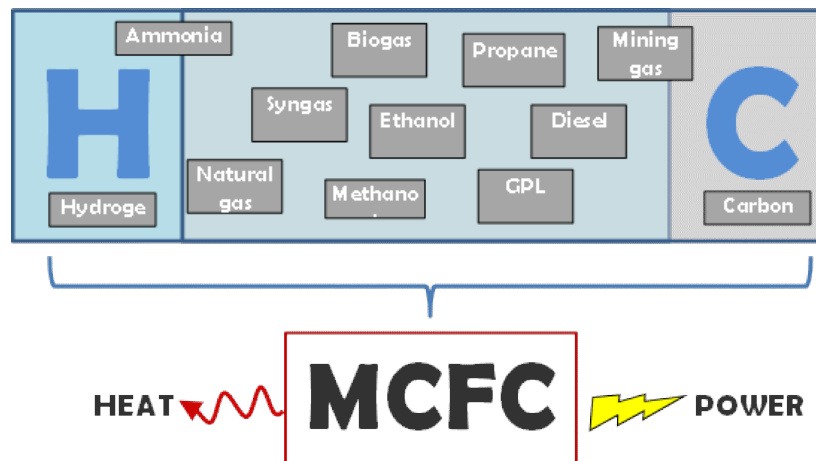 Ammonia
Biogas
Propane
Mining
gas
H
Syngas
Ethanol
Diesel
C
Natural
gas
Methano
GPL
Hydroge
Carbon
HEAT
MCFC
POWER